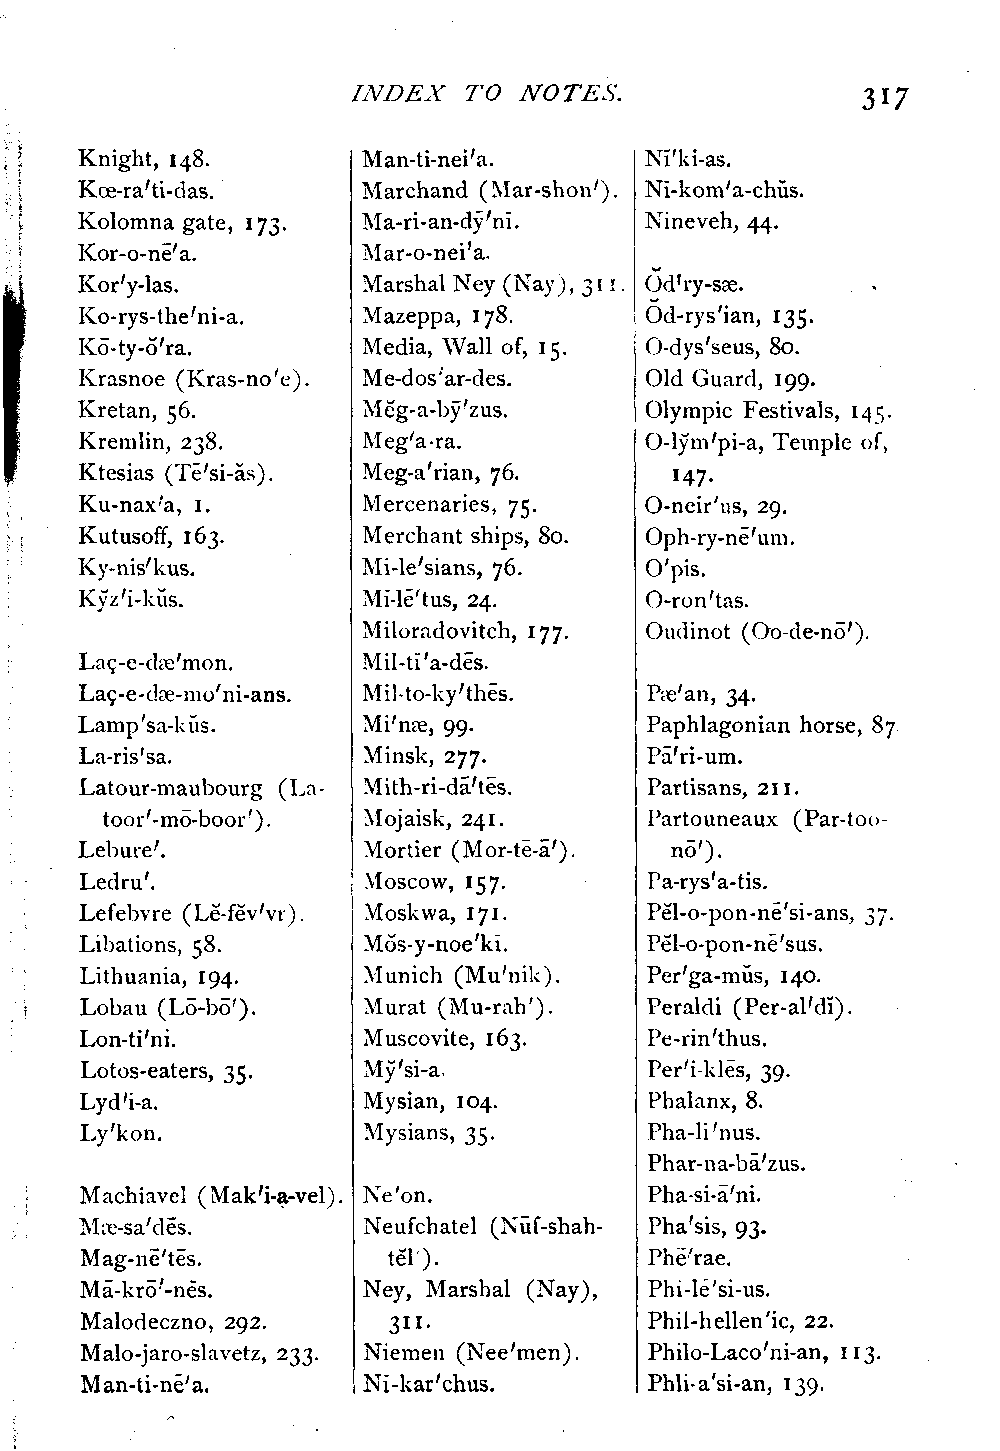 INDEX TO NOTES. 317
Knight, 148.
Kœ-ra′ti-das.
Kolomna gate, 173.
Kor-o-nē′a.
Kor′y-las.
Ko-rys-the′ni-a.
Kō-ty-ŏ′ra.
Krasnoe (Kras-no′e).
Kretan, 56.
Kremlin, 238.
Ktesias (Tē′si-ăs).
Ku-nax′a, 1.
Kutusoff, 163.
Ky-nis′kus.
Ky̆z′i-kŭs.
Laç-e-dæ′mon.
Laç-e-dæ-mo′ni-ans.
Lamp′sa-kŭs.
La-ris′sa.
Latour-maubourg (La-
toor′-mō-boor′).
Lebure′.
Ledru′.
Lefebvre (Lĕ-fĕv′vr).
Libations, 58.
Lithuania, 194.
Lobau (Lō-bō′).
Lon-ti′ni.
Lotos-eaters, 35.
Lyd′i-a.
Ly′kon.
Machiavel (Mak′i-a̤-vel).
Mæ-sa′dēs.
Mag-nē′tēs.
Mā-krō′-nēs.
Malodeczno, 292.
Malo-jaro-slavetz, 233.
Man-ti-nē′a.
Man-ti-nei′a.
Marchand (Mar-shon′).
Ma-ri-an-dȳ′nī.
Mar-o-nei′a.
Marshal Ney (Nay), 311.
Mazeppa, 178.
Media, Wall of, 15.
Me-dos′ar-des.
Mĕg-a-bȳ′zus.
Meg′a-ra.
Meg-a′rian, 76.
Mercenaries, 75.
Merchant ships, 80.
Mi-le′sians, 76.
Mi-lē′tus, 24.
Miloradovitch, 177.
Mil-tī′a-dēs.
Mil-to-ky′thēs.
Mi′næ, 99.
Minsk, 277.
Mith-ri-dā′tēs.
Mojaisk, 241.
Mortier (Mor-tē-ā′).
Moscow, 157.
Moskwa, 171.
Mŏs-y-noe′kī.
Munich (Mu′nik).
Murat (Mu-rah′).
Muscovite, 163.
My̆′si-a.
Mysian, 104.
Mysians, 35.
Ne′on.
Neufchatel (Nūf-shah-
tĕl′).
Ney, Marshal (Nay),
311.
Niemen (Nee′men).
Nī-kar′chus.
Nī′ki-as.
Ni-kom′a-chŭs.
Nineveh, 44.
Ŏd′ry-sæ.
Ŏd-rys′ian, 135.
O-dys′seus, 80.
Old Guard, 199.
Olympic Festivals, 145.
O-ly̆m′pi-a, Temple of,
147.
O-neir′us, 29.
Oph-ry-nē′um.
O′pis.
O-ron′tas.
Oudinot (Oo-de-nō′).
Pæ′an, 34.
Paphlagonian horse, 87
Pā′ri-um.
Partisans, 211.
Partouneaux (Par-too-
nō′).
Pa-rys′a-tis.
Pĕl-o-pon-nē′si-ans, 37.
Pĕl-o-pon-nē′sus.
Per′ga-mŭs, 140.
Peraldi (Per-al′dĭ).
Pe-rin′thus.
Per′i-klēs, 39.
Phalanx, 8.
Pha-li′nus.
Phar-na-bā′zus.
Pha-si-ā′ni.
Pha′sis, 93.
Phē′rae.
Phi-lé′si-us.
Phil-hellen′ic, 22.
Philo-Laco′ni-an, 113.
Phli-a′si-an, 139.